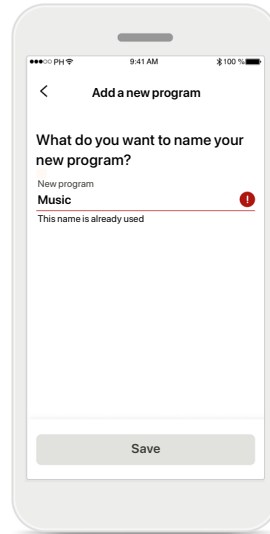 PH 9:41 AM 100 %
Add a new program
What do you want to name your
new program?
New program
Music
This name is already used
Save